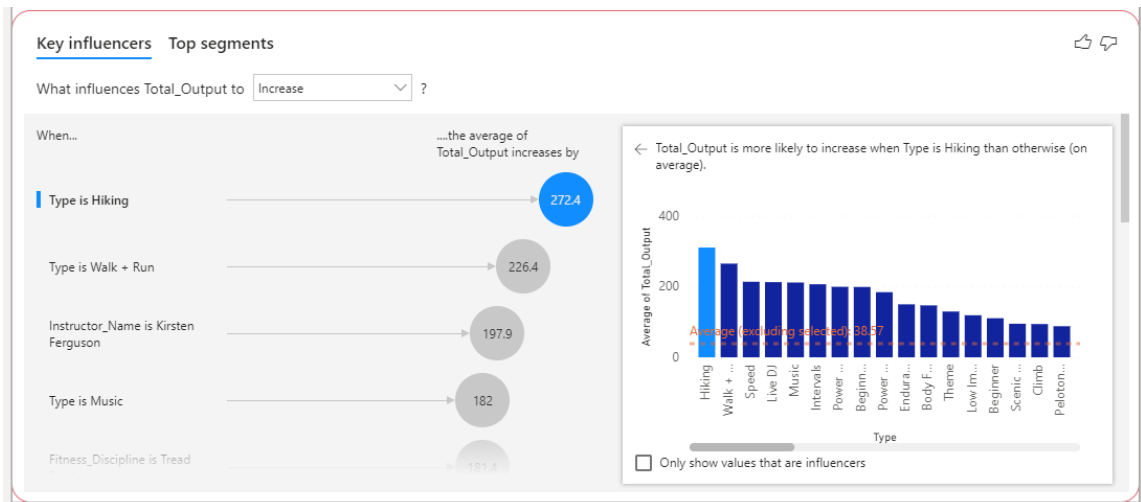 Key influencers Top segments
What influences Total_Output to Increase ?
When...
....the average of
Total_Output increases by
Type is Hiking
272.4
Type is Walk + Run
226.4
Instructor_Name is Kirsten
Ferguson
197.9
Type is Music
182
Fitness_Discipline is Tread
181.4
← Total_Output is more likely to increase when Type is Hiking than otherwise (on
average).
Average of Total_Output
400
200
0
Average (excluding selected): 38.57
Hiking
Walk + ...
Speed
Live DJ
Music
Intervals
Power ...
Beginn...
Power ...
Endura...
Body F...
Theme
Low Im...
Beginner
Scenic ...
Climb
Peloton...
Type
Only show values that are influencers